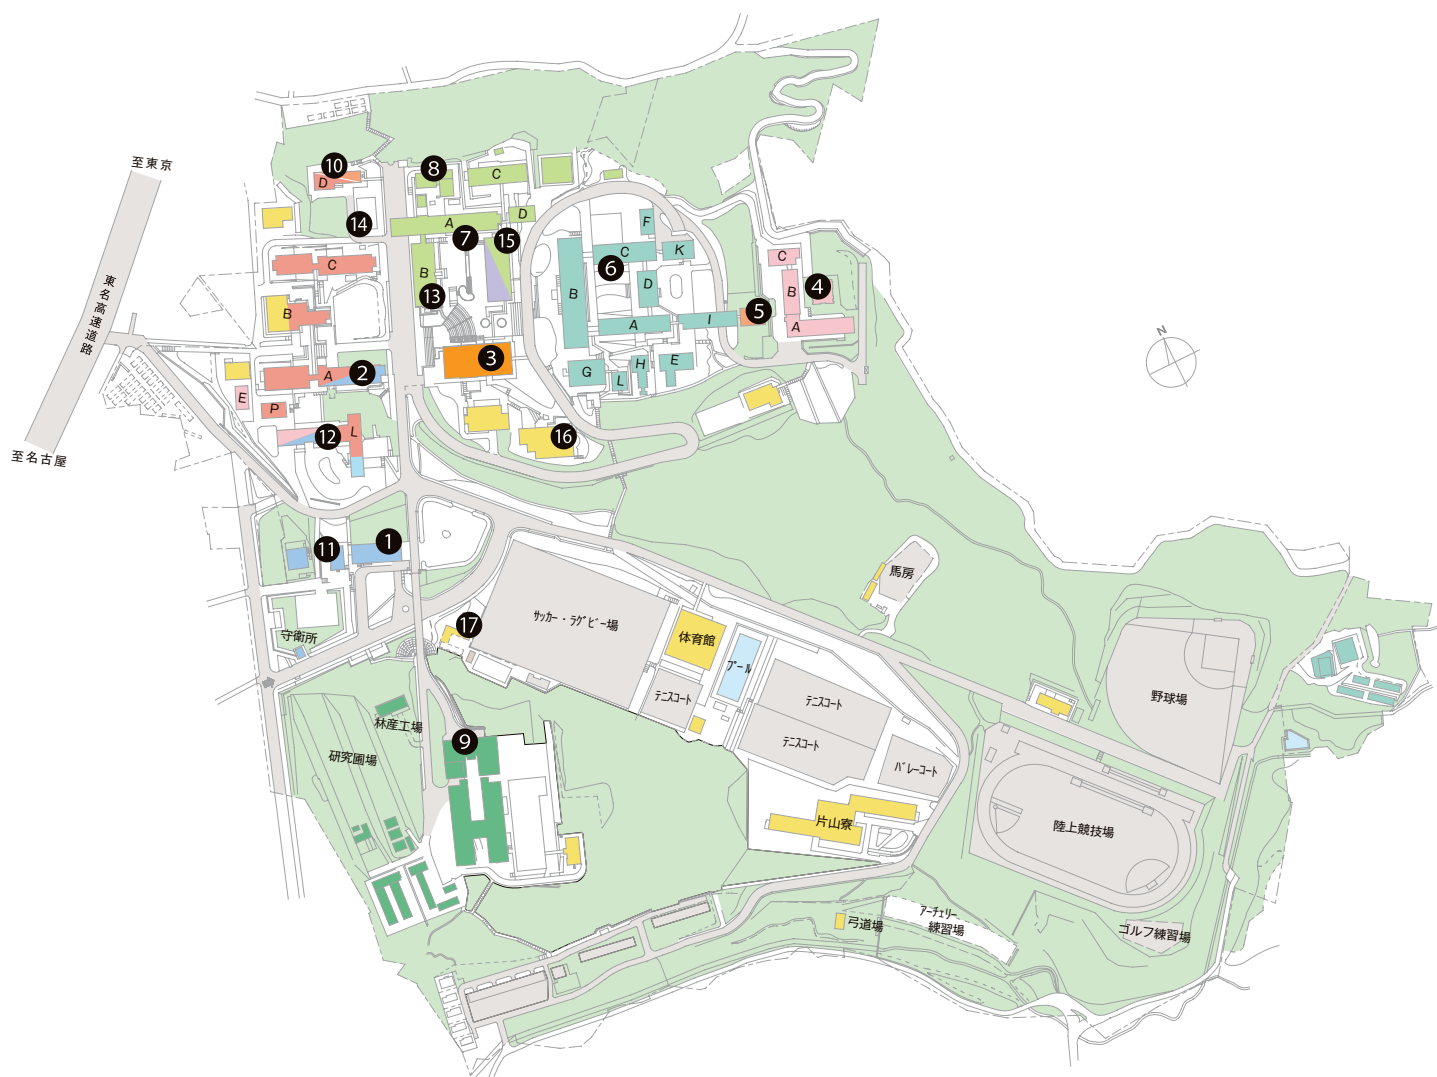 至東京
東名高速道路
至名古屋
N
10
D
14
8
C
A
D
7
15
B
13
C
B
A
2
E
P
12
L
3
16
F
C
K
6
D
B
A
I
G
L
H
E
5
C
B
4
A
11
1
守衛所
17
サッカー・ラグビー場
体育館
プール
テニスコート
テニスコート
テニスコート
バレーコート
馬房
野球場
林産工場
研究圃場
9
片山寮
陸上競技場
弓道場
アーチェリー
練習場
ゴルフ練習場